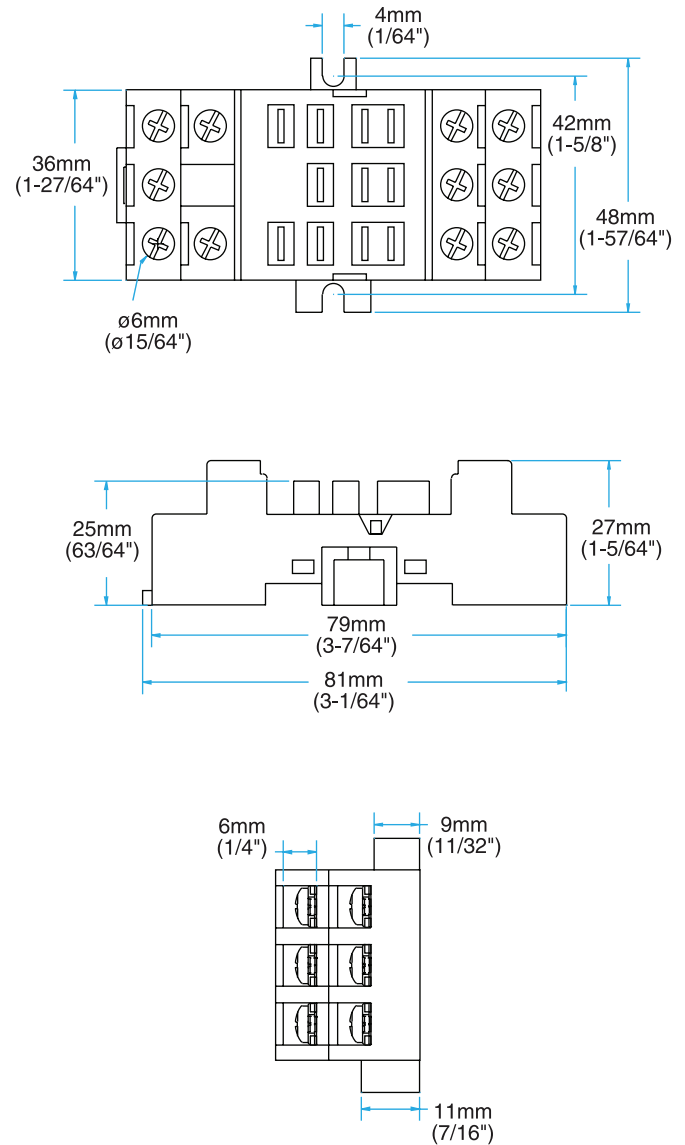 4mm
(1/64")
36mm
(1-27/64")
42mm
(1-5/8")
48mm
(1-57/64")
ø6mm
(ø15/64")
25mm
(63/64")
27mm
(1-5/64")
79mm
(3-7/64")
81mm
(3-1/64")
6mm
(1/4")
9mm
(11/32")
11mm
(7/16")